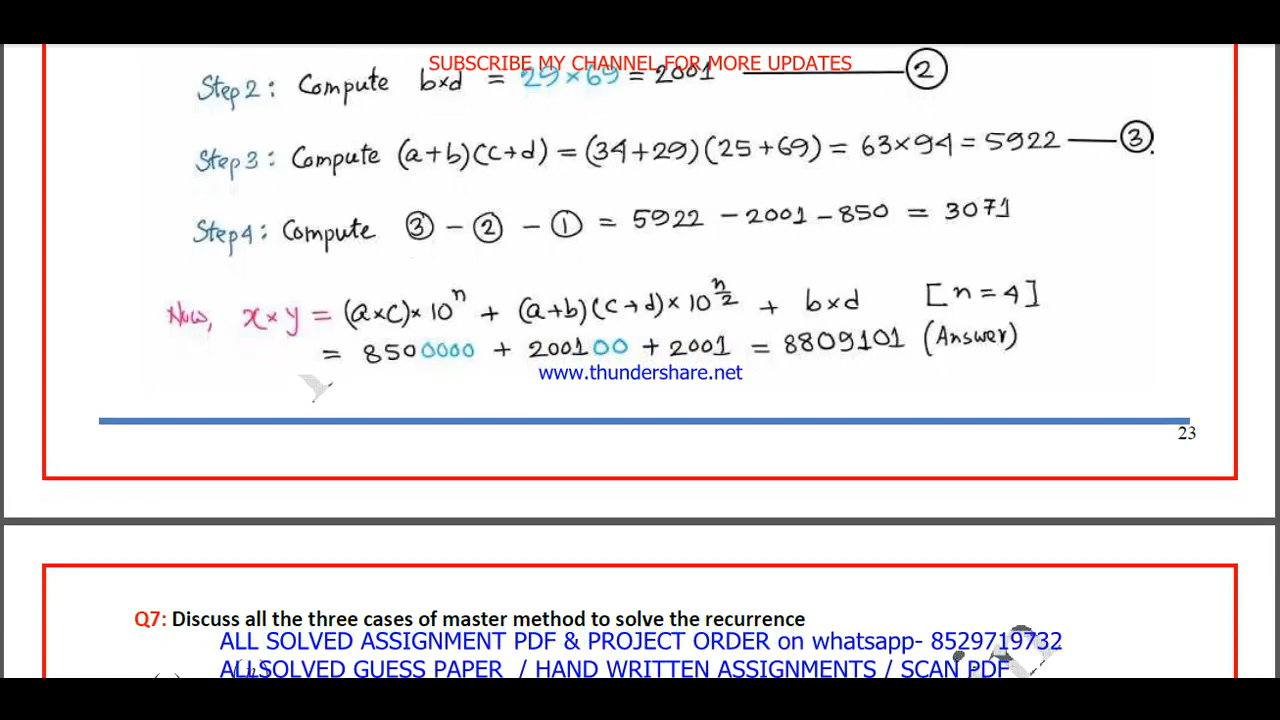 SUBSCRIBE MY CHANNEL FOR MORE UPDATES
Step 2: Compute b×d = 29×69 = 2001 ——— ②
Step 3: Compute (a+b)(c+d) = (34+29)(25+69) = 63×94 = 5922 —— ③.
Step 4: Compute ③ - ② - ① = 5922 - 2001 - 850 = 3071
Now, x×y = (a×c)×10^n + (a+b)(c+d)×10^(n/2) + b×d [n=4]
= 8500000 + 200100 + 2001 = 8809101 (Answer)
www.thundershare.net
23
Q7: Discuss all the three cases of master method to solve the recurrence
ALL SOLVED ASSIGNMENT PDF & PROJECT ORDER on whatsapp- 8529719732
ALL SOLVED GUESS PAPER / HAND WRITTEN ASSIGNMENTS / SCAN PDF